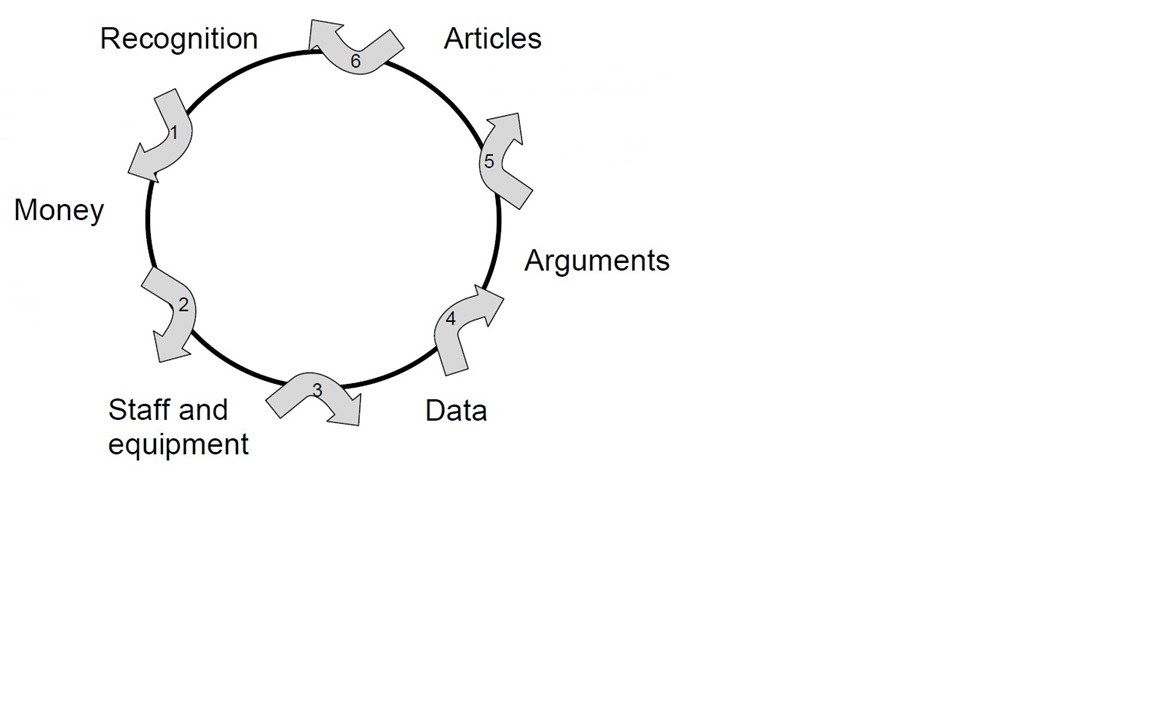 Recognition
Articles
6
1
5
Money
Arguments
2
4
3
Staff and
equipment
Data